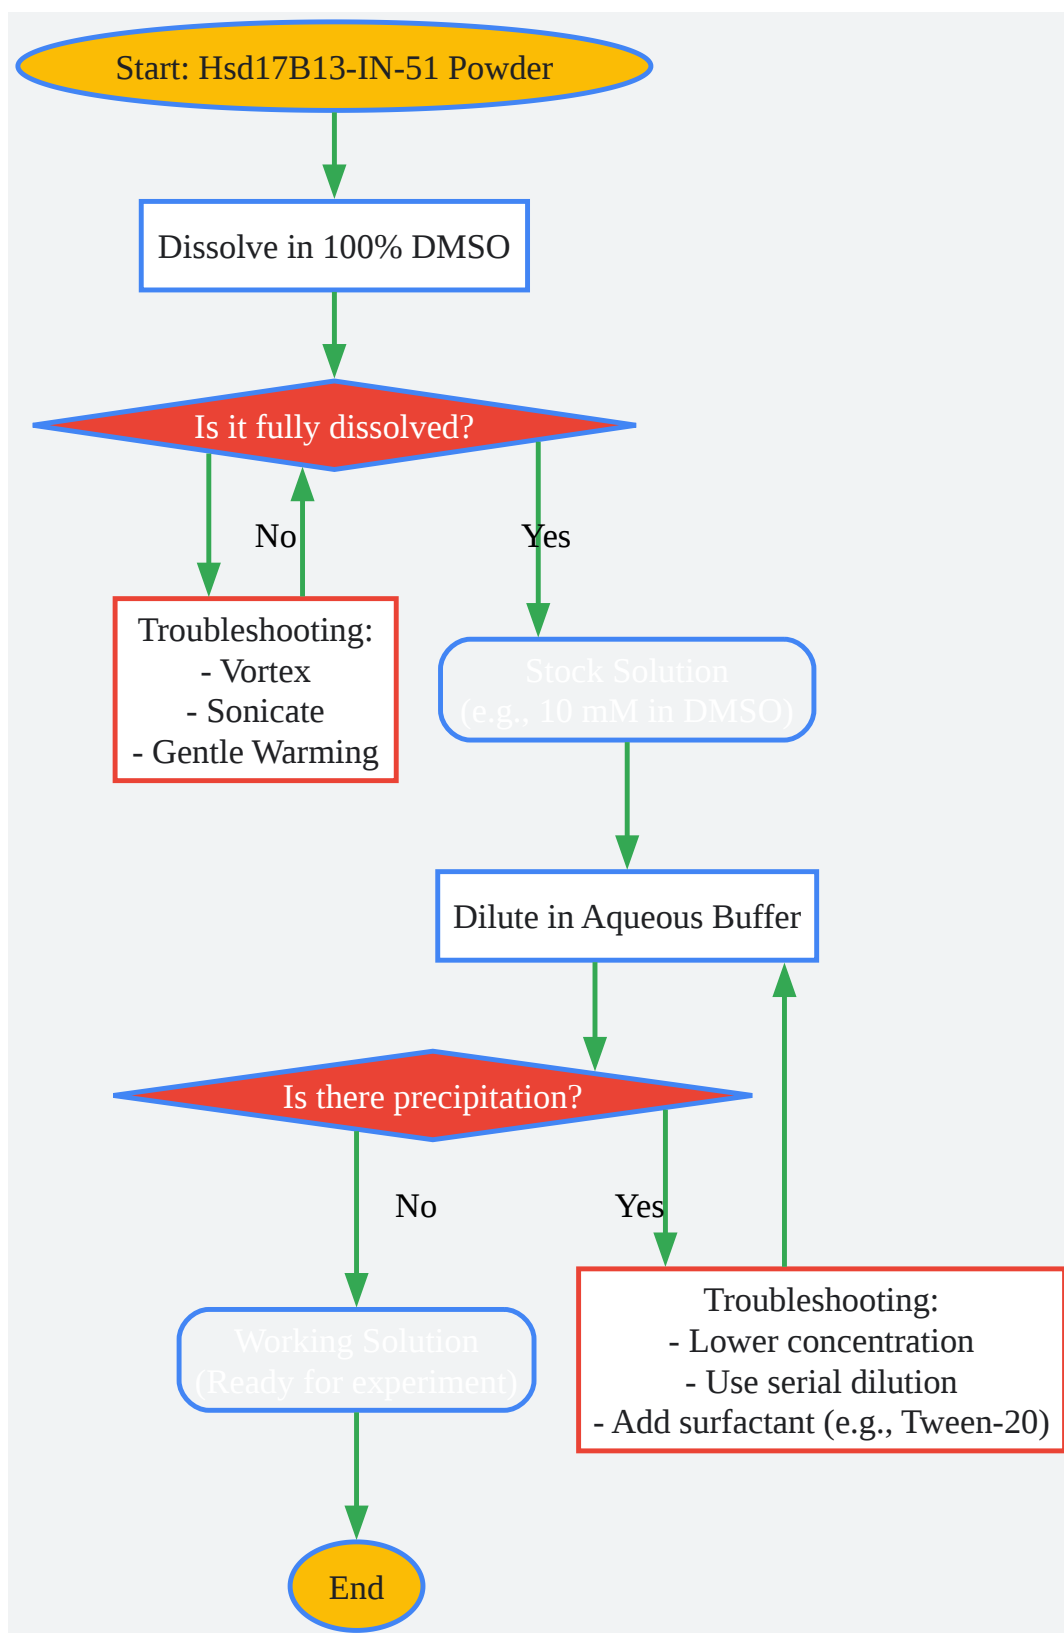 Start: Hsd17B13-IN-51 Powder
Dissolve in 100% DMSO
Is it fully dissolved?
No
Yes
Troubleshooting:
- Vortex
- Sonicate
- Gentle Warming
Stock Solution
(e.g., 10 mM in DMSO)
Dilute in Aqueous Buffer
Is there precipitation?
No
Yes
Working Solution
(Ready for experiment)
Troubleshooting:
- Lower concentration
- Use serial dilution
- Add surfactant (e.g., Tween-20)
End